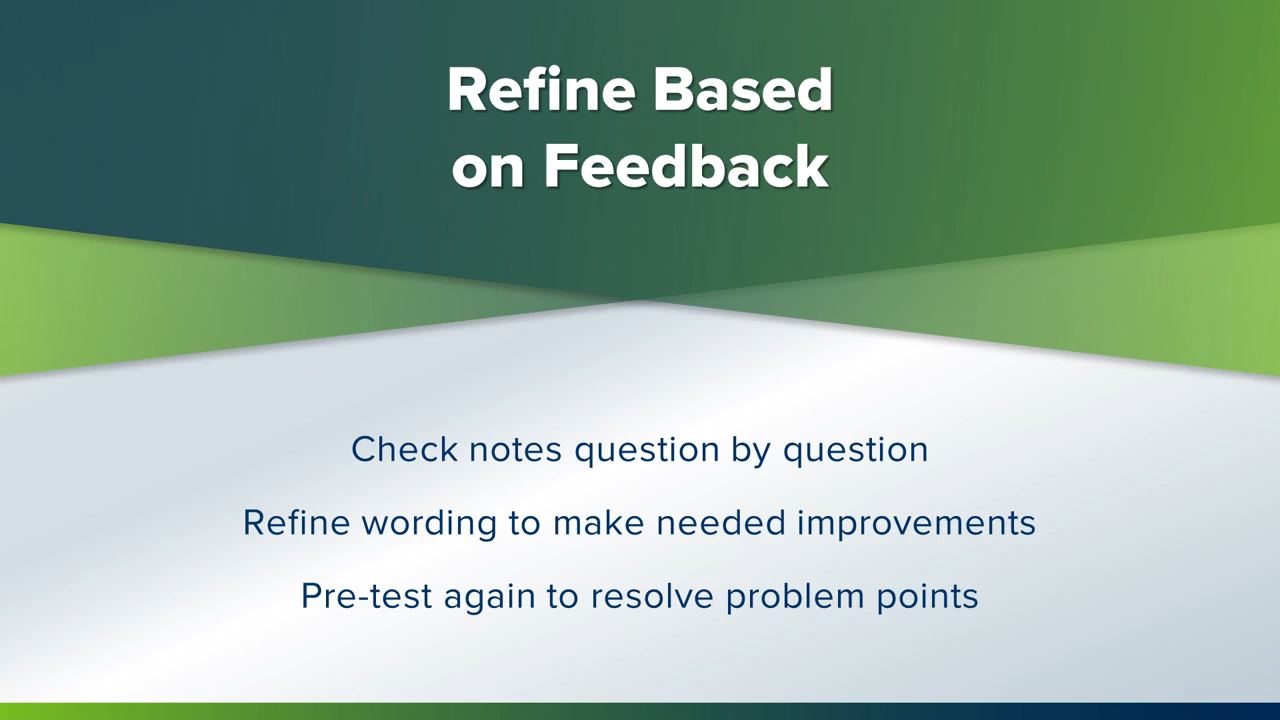 Refine Based
on Feedback
Check notes question by question
Refine wording to make needed improvements
Pre-test again to resolve problem points